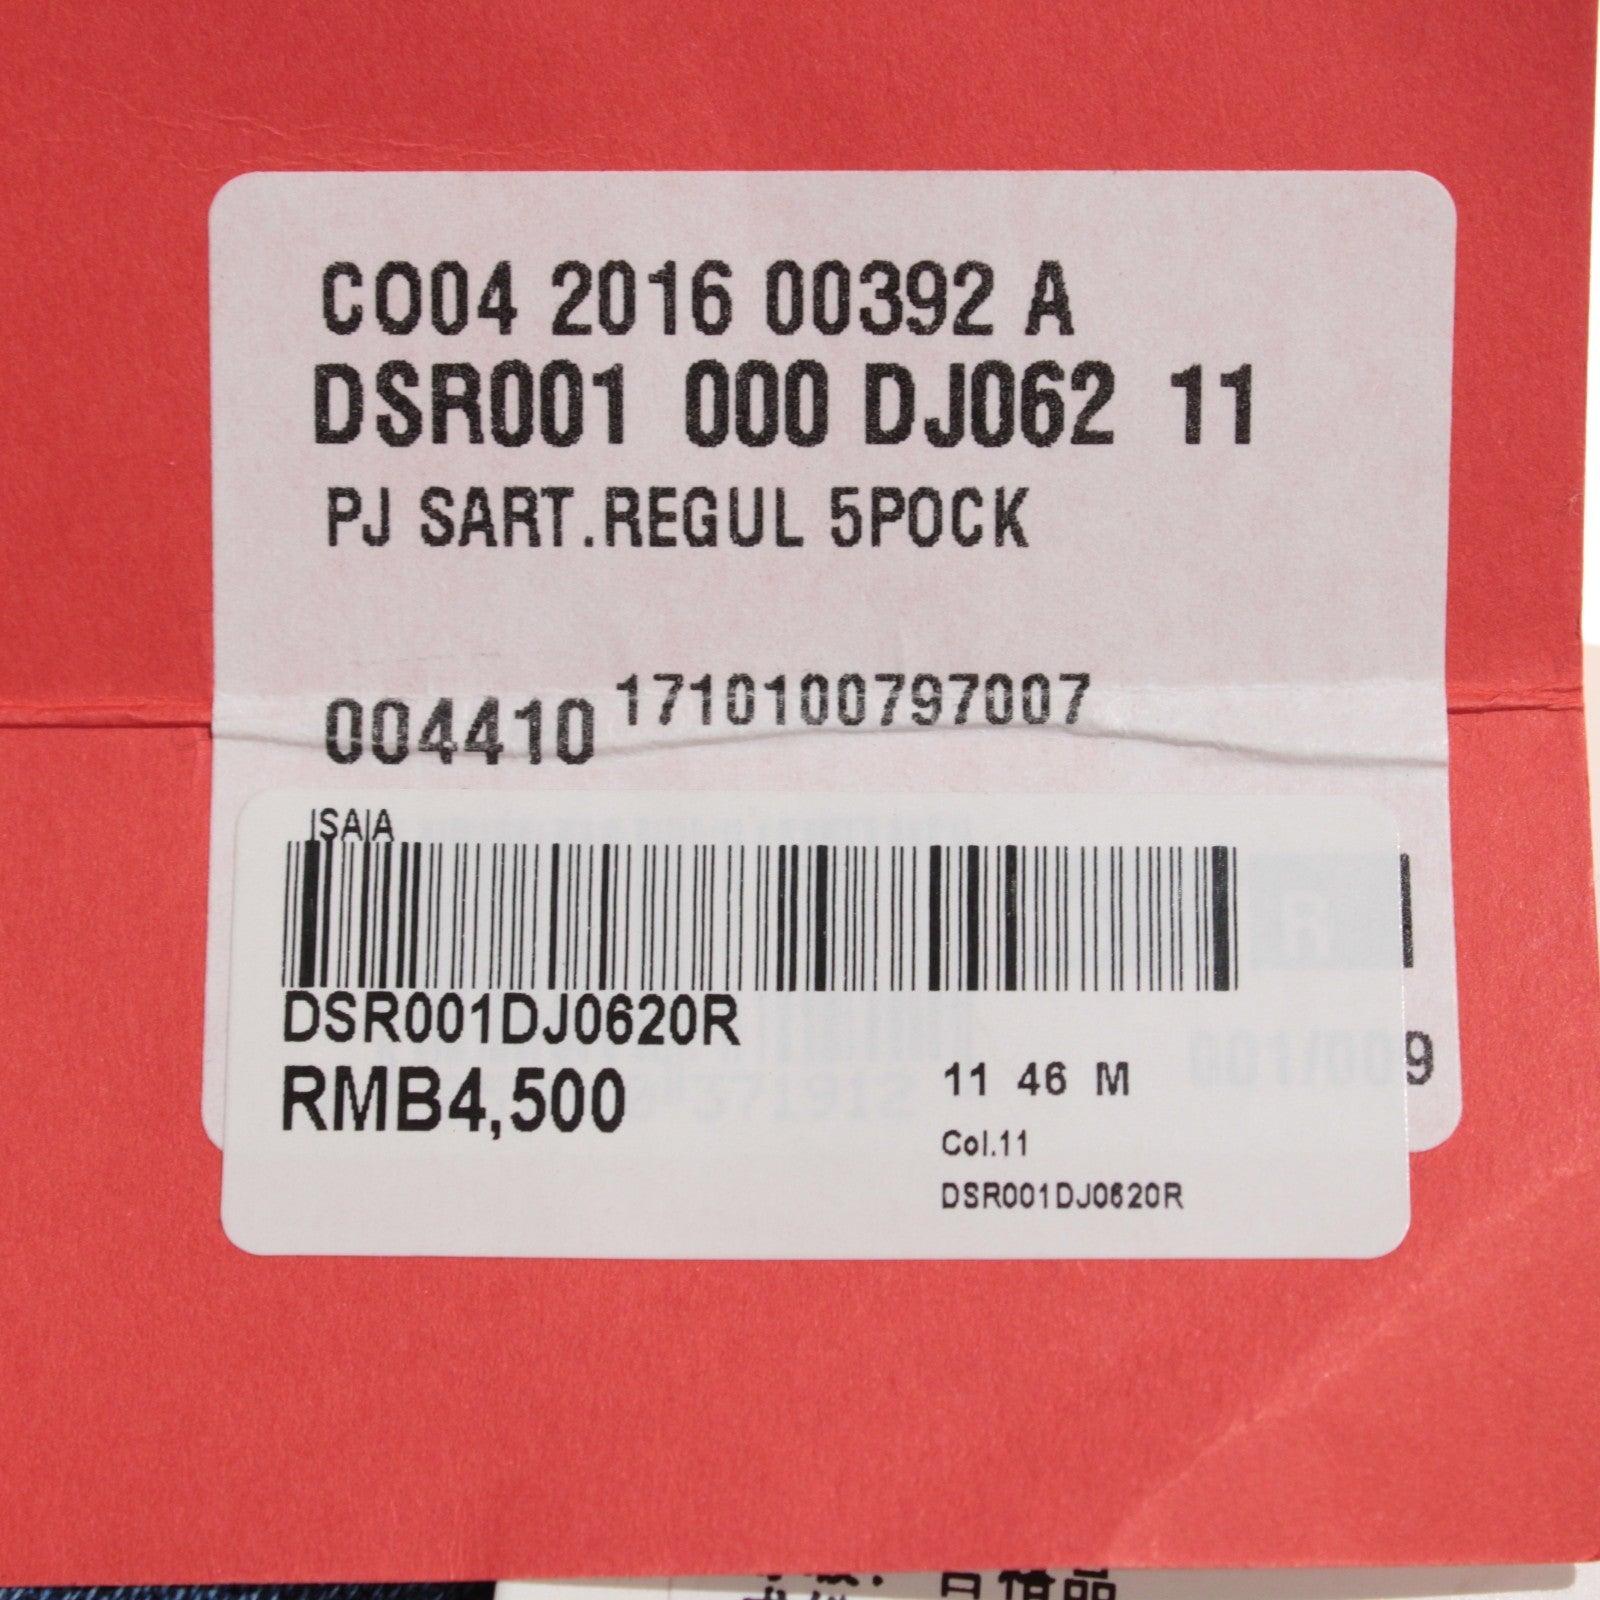 CO04 2016 00392 A
DSR001 000 DJ062 11
PJ SART.REGUL 5POCK
004410 1710100797007
ISAIA
DSR001DJ0620R
RMB4,500
11 46 M
Col.11
DSR001DJ0620R
9